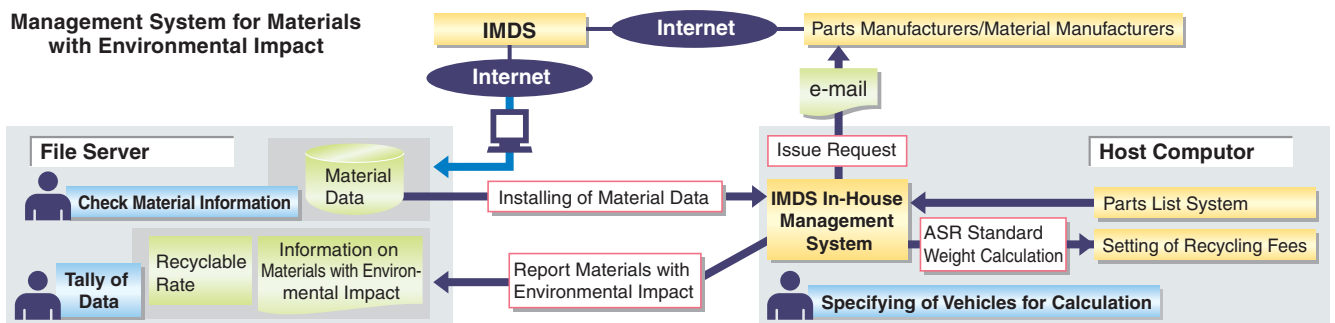 Management System for Materials
with Environmental Impact
IMDS
Internet
Parts Manufacturers/Material Manufacturers
Internet
e-mail
File Server
Material
Data
Check Material Information
Installing of Material Data
Issue Request
Host Computor
IMDS In-House
Management
System
Parts List System
ASR Standard
Weight Calculation
Setting of Recycling Fees
Tally of
Data
Recyclable
Rate
Information on
Materials with Environ-
mental Impact
Report Materials with
Environmental Impact
Specifying of Vehicles for Calculation